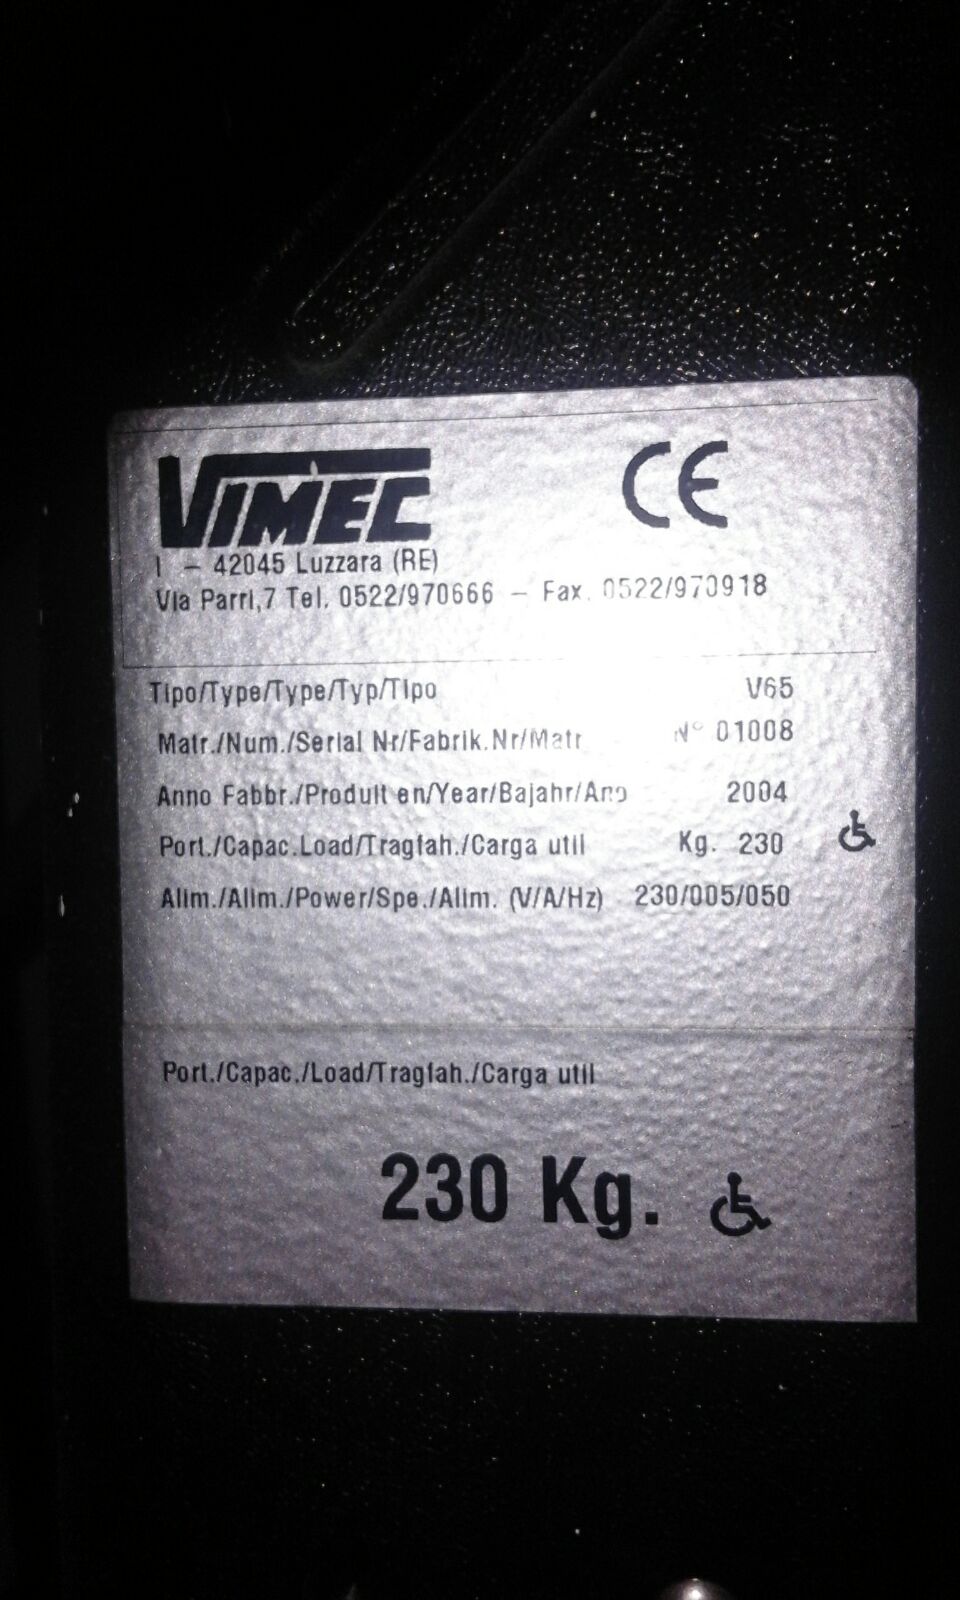 VIMEC CE
I - 42045 Luzzara (RE)
Via Parri,7 Tel. 0522/970666 - Fax. 0522/970918
Tipo/Type/Type/Typ/Tipo V65
Matr./Num./Serial Nr/Fabrik.Nr/Matr N° 01008
Anno Fabbr./Produit en/Year/Bajahr/Ano 2004
Port./Capac.Load/Tragfah./Carga util Kg. 230
Alim./Alim./Power/Spe./Alim. (V/A/Hz) 230/005/050
Port./Capac./Load/Tragfah./Carga util
230 Kg.